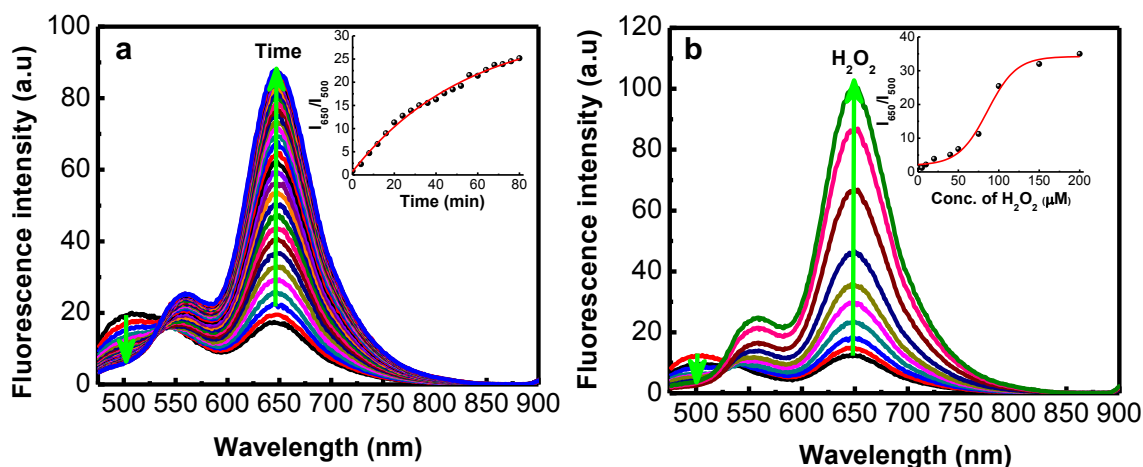 a
Time
Fluorescence intensity (a.u)
100
80
60
40
20
0
500 550 600 650 700 750 800 850 900
Wavelength (nm)
I650/I500
30
25
20
15
10
5
0
0 20 40 60 80
Time (min)
b
H2O2
Fluorescence intensity (a.u)
120
100
80
60
40
20
0
500 550 600 650 700 750 800 850 900
Wavelength (nm)
I650/I500
40
30
20
10
0
0 50 100 150 200
Conc. of H2O2 (μM)